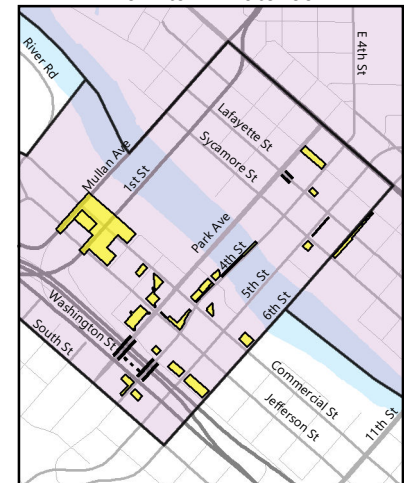 River Rd
E 4th St
Lafayette St
Sycamore St
Mullan Ave
1st St
Park Ave
4th St
5th St
6th St
Washington St
South St
Commercial St
Jefferson St
11th St